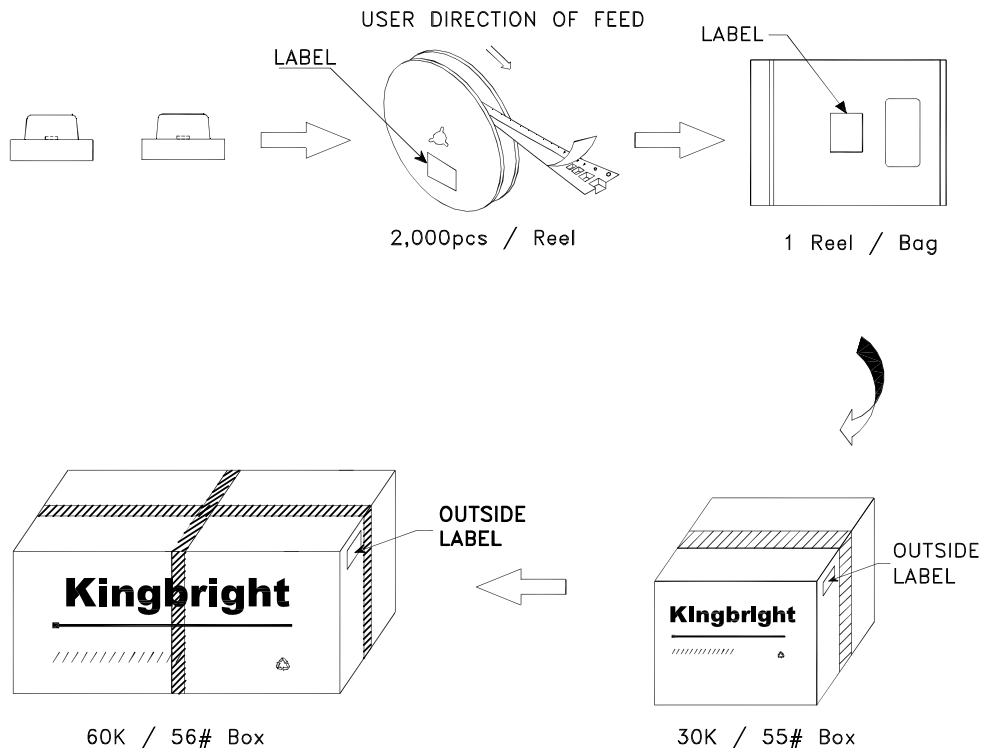 USER DIRECTION OF FEED
LABEL
LABEL
2,000pcs / Reel
1 Reel / Bag
OUTSIDE
LABEL
Kingbright
60K / 56# Box
OUTSIDE
LABEL
Kingbright
30K / 55# Box